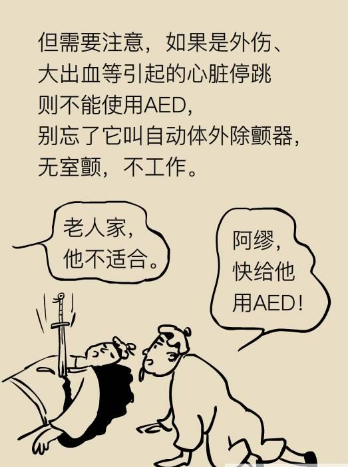 但需要注意，如果是外伤、
大出血等引起的心脏停跳
则不能使用AED，
别忘了它叫自动体外除颤器，
无室颤，不工作。
老人家，
他不适合。
阿缪，
快给他
用AED！